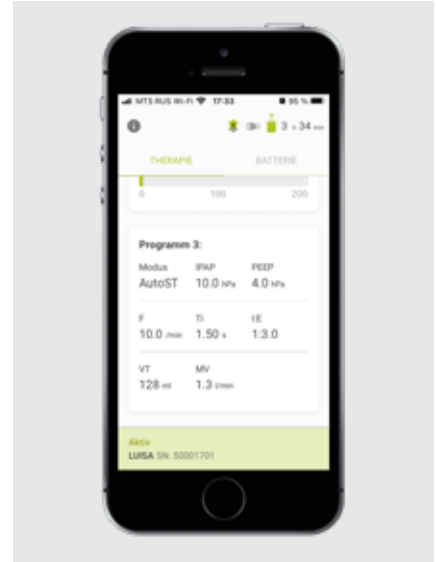 MTS RUS Wi-Fi 17:33 95 %
3 h 34 min
THERAPIE BATTERIE
0 100 200
Programm 3:
Modus IPAP PEEP
AutoST 10.0 hPa 4.0 hPa
F Ti I:E
10.0 /min 1.50 s 1:3.0
VT MV
128 ml 1.3 l/min
Aktiv
LUISA SN: 50001701